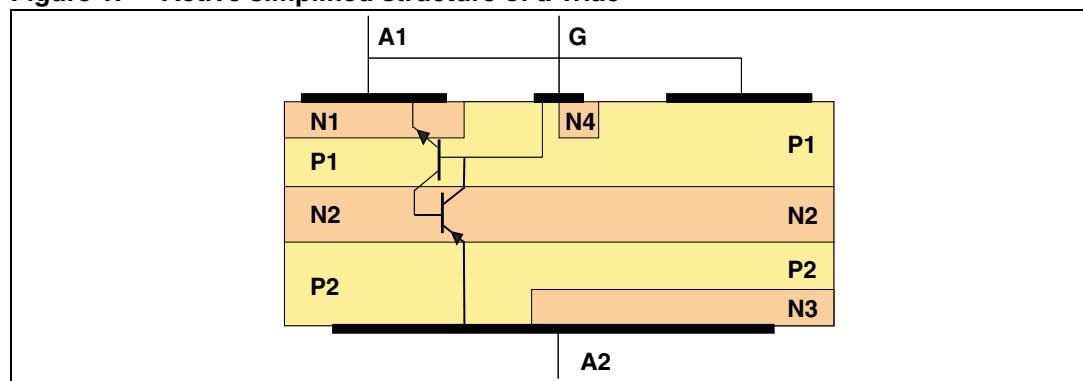 Figure 1. Active simplified structure of a Triac
A1
G
N1
N4
P1
P1
N2
N2
P2
P2
N3
A2